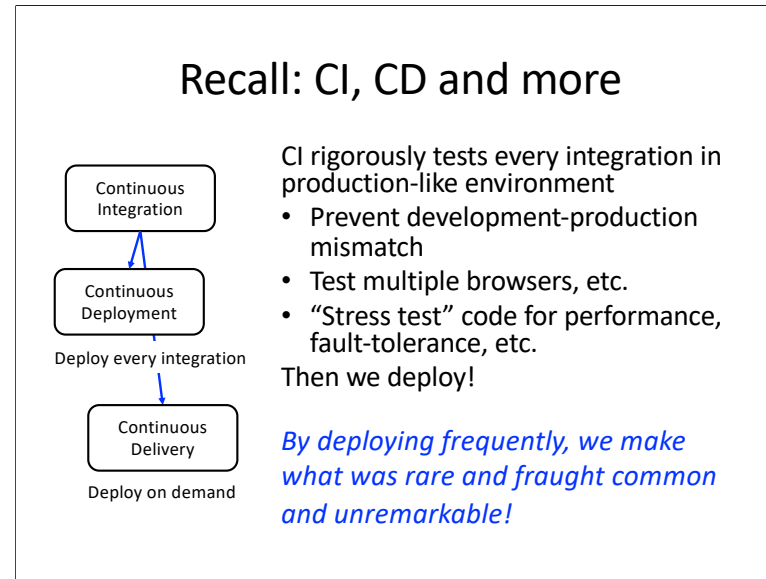 Recall: CI, CD and more
Continuous
Integration
Continuous
Deployment
Deploy every integration
Continuous
Delivery
Deploy on demand
CI rigorously tests every integration in
production-like environment
• Prevent development-production
mismatch
• Test multiple browsers, etc.
• “Stress test” code for performance,
fault-tolerance, etc.
Then we deploy!
By deploying frequently, we make
what was rare and fraught common
and unremarkable!